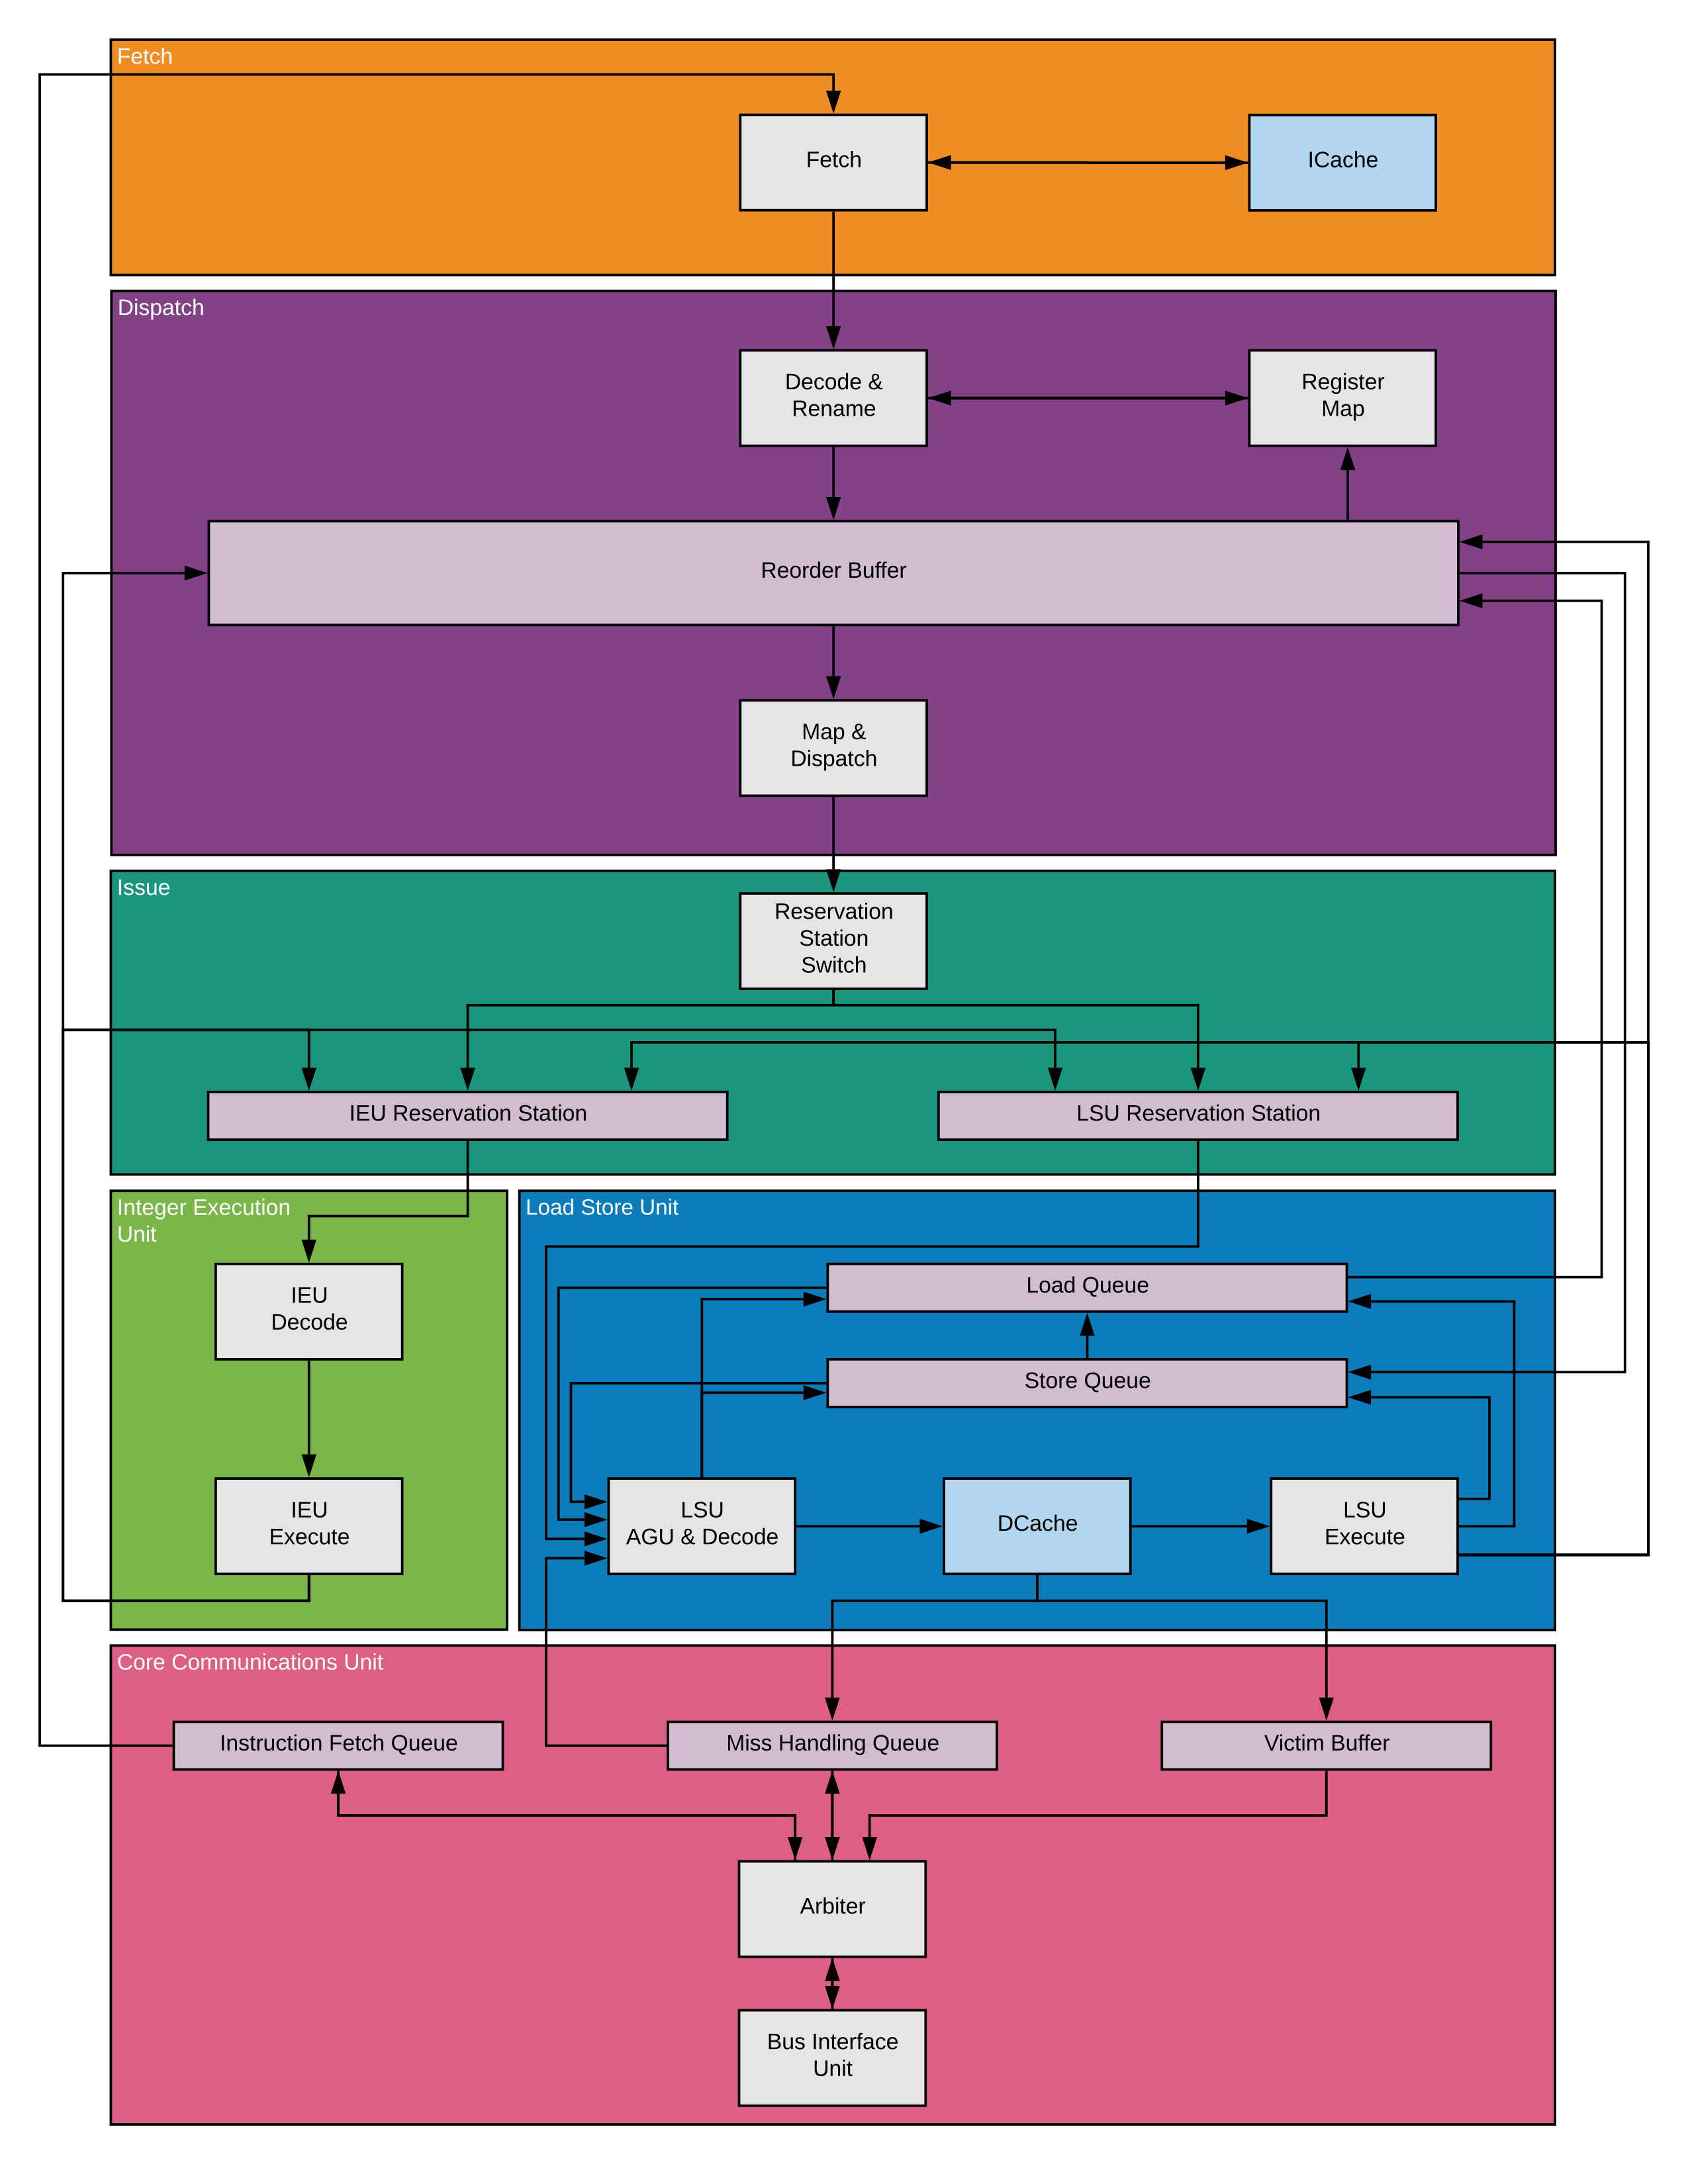 Fetch
Fetch
ICache
Dispatch
Decode &
Rename
Register
Map
Reorder Buffer
Map &
Dispatch
Issue
Reservation
Station
Switch
IEU Reservation Station
LSU Reservation Station
Integer Execution
Unit
IEU
Decode
IEU
Execute
Load Store Unit
Load Queue
Store Queue
LSU
AGU & Decode
DCache
LSU
Execute
Core Communications Unit
Instruction Fetch Queue
Miss Handling Queue
Victim Buffer
Arbiter
Bus Interface
Unit